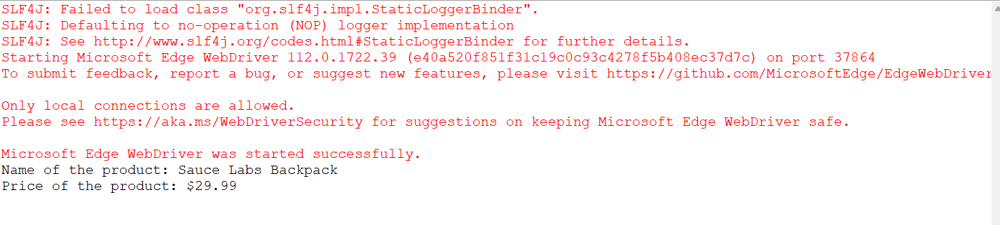 SLF4J: Failed to load class "org.slf4j.impl.StaticLoggerBinder".
SLF4J: Defaulting to no-operation (NOP) logger implementation
SLF4J: See http://www.slf4j.org/codes.html#StaticLoggerBinder for further details.
Starting Microsoft Edge WebDriver 112.0.1722.39 (e40a520f851f31c19c0c93c4278f5b408ec37d7c) on port 37864
To submit feedback, report a bug, or suggest new features, please visit https://github.com/MicrosoftEdge/EdgeWebDriver
Only local connections are allowed.
Please see https://aka.ms/WebDriverSecurity for suggestions on keeping Microsoft Edge WebDriver safe.
Microsoft Edge WebDriver was started successfully.
Name of the product: Sauce Labs Backpack
Price of the product: $29.99